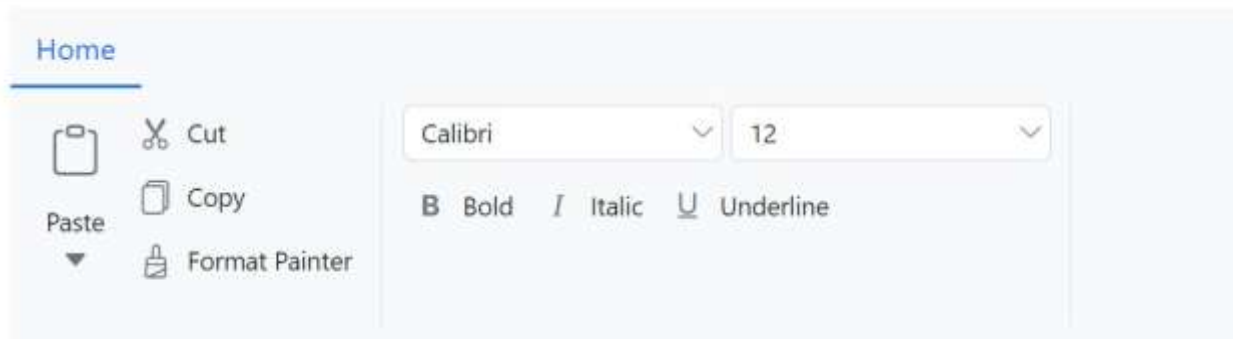 Home
Paste
Cut
Copy
Format Painter
Calibri
12
B Bold I Italic U Underline